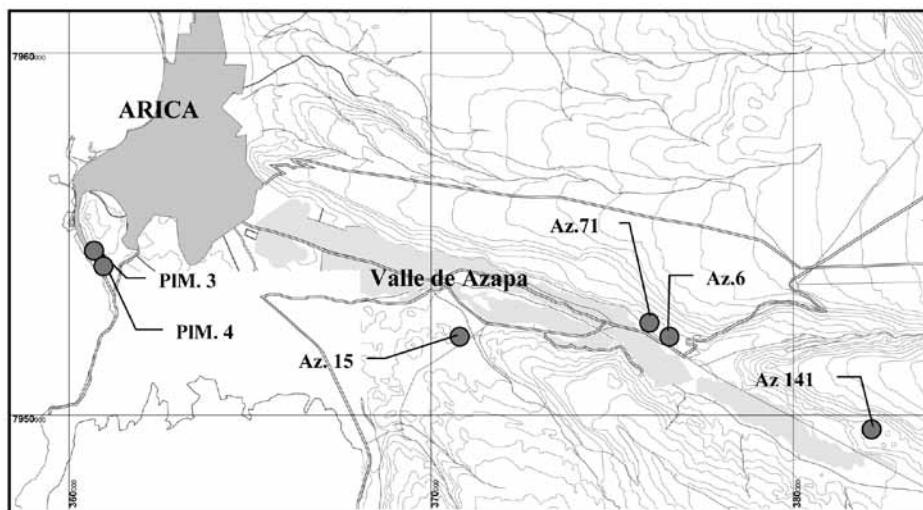 7960000
ARICA
Az.71
Valle de Azapa
Az.6
PIM. 3
PIM. 4
Az. 15
Az 141
7950000
360000
370000
380000